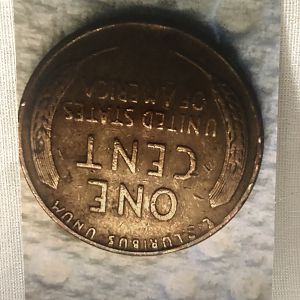 E PLURIBUS UNUM
ONE
CENT
UNITED STATES
OF AMERICA